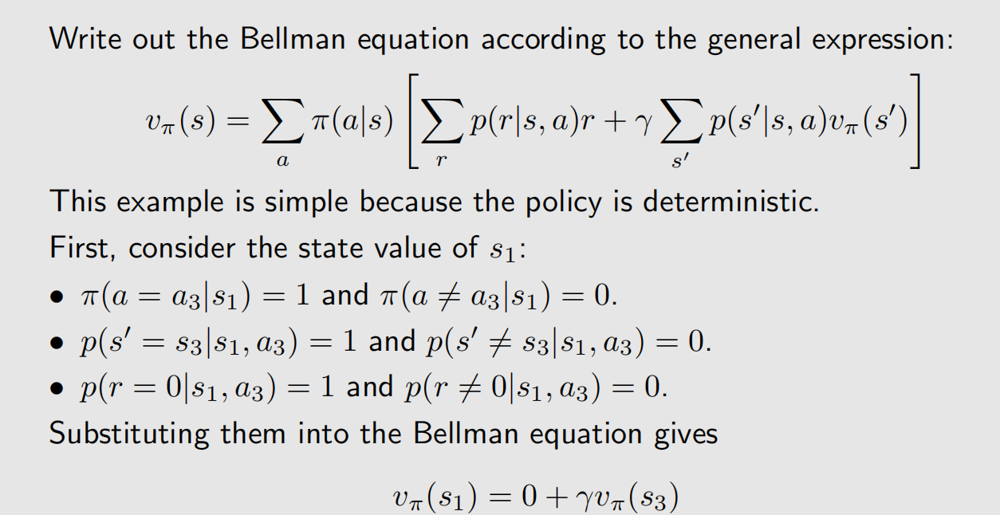 Write out the Bellman equation according to the general expression:
$$v_\pi(s) = \sum_a \pi(a|s) \left[ \sum_r p(r|s, a)r + \gamma \sum_{s'} p(s'|s, a)v_\pi(s') \right]$$
This example is simple because the policy is deterministic.
First, consider the state value of $s_1$:
• $\pi(a = a_3|s_1) = 1$ and $\pi(a \neq a_3|s_1) = 0$.
• $p(s' = s_3|s_1, a_3) = 1$ and $p(s' \neq s_3|s_1, a_3) = 0$.
• $p(r = 0|s_1, a_3) = 1$ and $p(r \neq 0|s_1, a_3) = 0$.
Substituting them into the Bellman equation gives
$$v_\pi(s_1) = 0 + \gamma v_\pi(s_3)$$